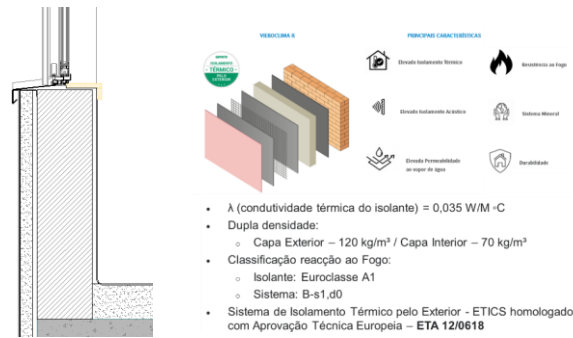 VIEROCLIMA R
PRINCIPAIS CARACTERÍSTICAS
ISOLAMENTO
TÉRMICO
PELO
EXTERIOR
Elevado Isolamento Térmico
Resistência ao Fogo
Elevado Isolamento Acústico
Sistema Mineral
Elevada Permeabilidade
ao vapor de água
Durabilidade
• λ (condutividade térmica do isolante) = 0,035 W/M ◦C
• Dupla densidade:
o Capa Exterior – 120 kg/m³ / Capa Interior – 70 kg/m³
• Classificação reacção ao Fogo:
o Isolante: Euroclasse A1
o Sistema: B-s1,d0
• Sistema de Isolamento Térmico pelo Exterior - ETICS homologado
com Aprovação Técnica Europeia – ETA 12/0618